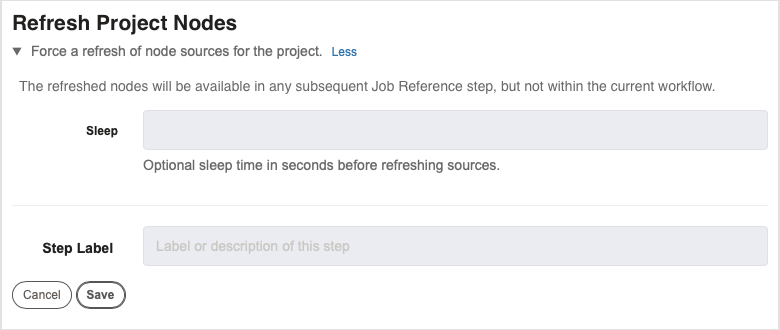 Refresh Project Nodes
▼ Force a refresh of node sources for the project. Less
The refreshed nodes will be available in any subsequent Job Reference step, but not within the current workflow.
Sleep
Optional sleep time in seconds before refreshing sources.
Step Label Label or description of this step
Cancel Save